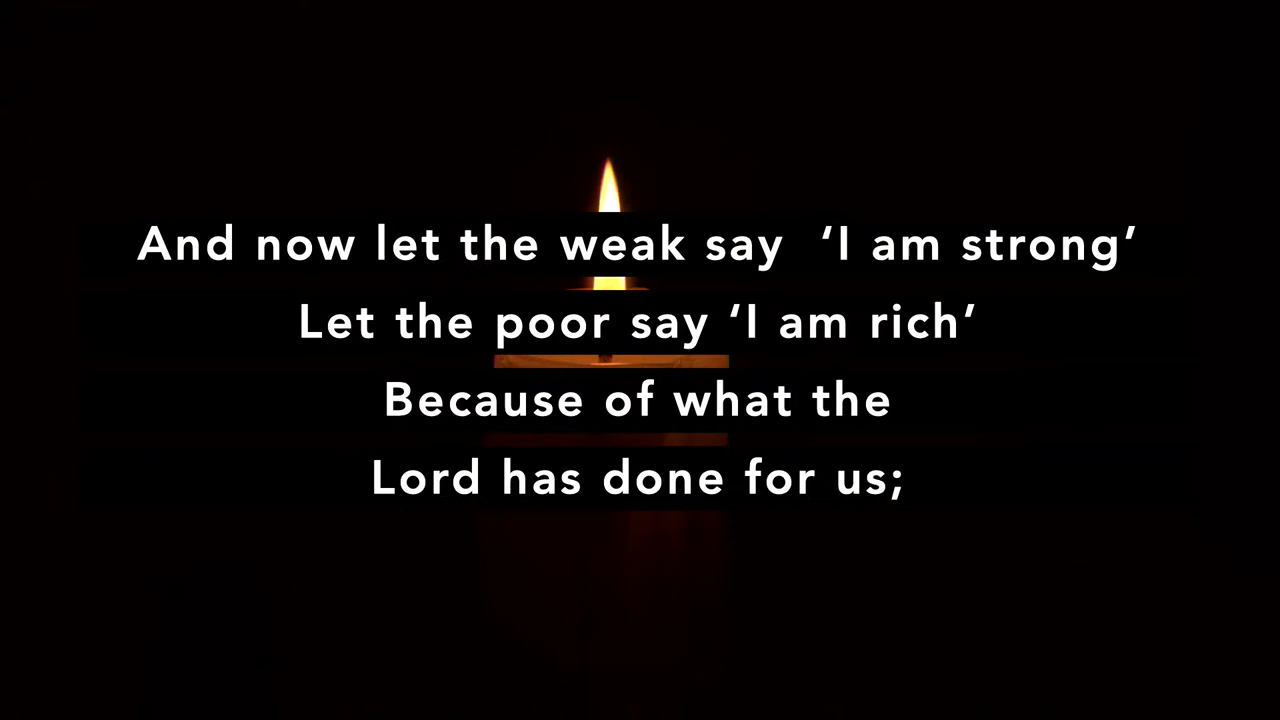 And now let the weak say  ‘I am strong’
Let the poor say ‘I am rich’
Because of what the
Lord has done for us;